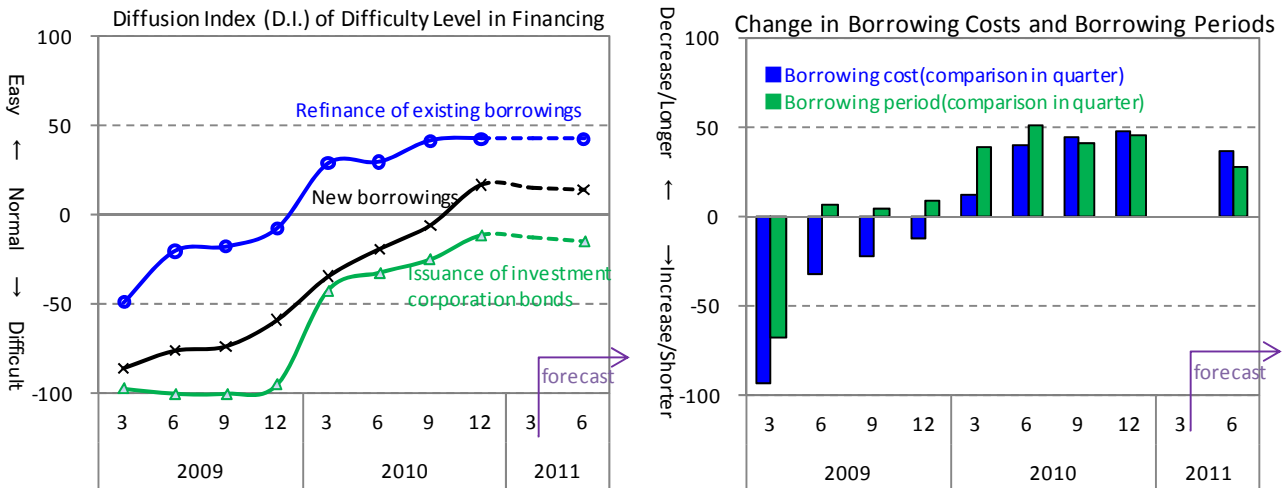 Diffusion Index (D.I.) of Difficulty Level in Financing
100
50
0
-50
-100
Easy ← Normal → Difficult
Refinance of existing borrowings
New borrowings
Issuance of investment
corporation bonds
forecast
3 6 9 12 3 6 9 12 3 6
2009 2010 2011
Change in Borrowing Costs and Borrowing Periods
100
50
0
-50
-100
Decrease/Longer ← →Increase/Shorter
Borrowing cost(comparison in quarter)
Borrowing period(comparison in quarter)
forecast
3 6 9 12 3 6 9 12 3 6
2009 2010 2011